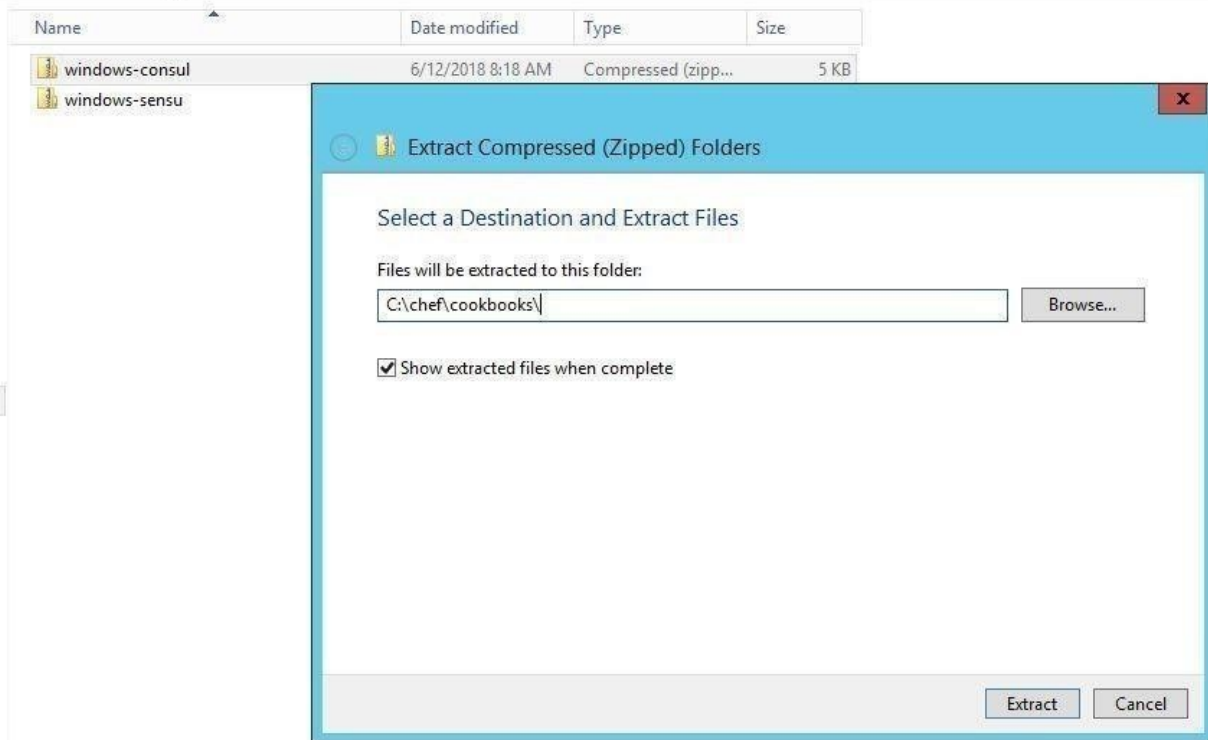 Name Date modified Type Size
windows-consul 6/12/2018 8:18 AM Compressed (zipp... 5 KB
windows-sensu
x
Extract Compressed (Zipped) Folders
Select a Destination and Extract Files
Files will be extracted to this folder:
C:\chef\cookbooks\
Browse...
Show extracted files when complete
Extract Cancel